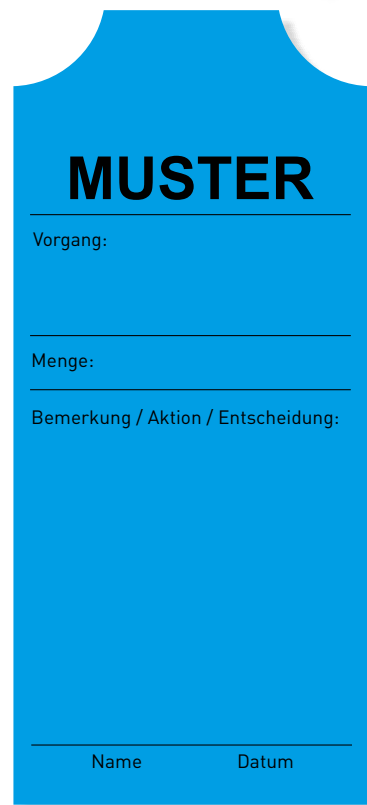 MUSTER
Vorgang:
Menge:
Bemerkung / Aktion / Entscheidung:
Name Datum